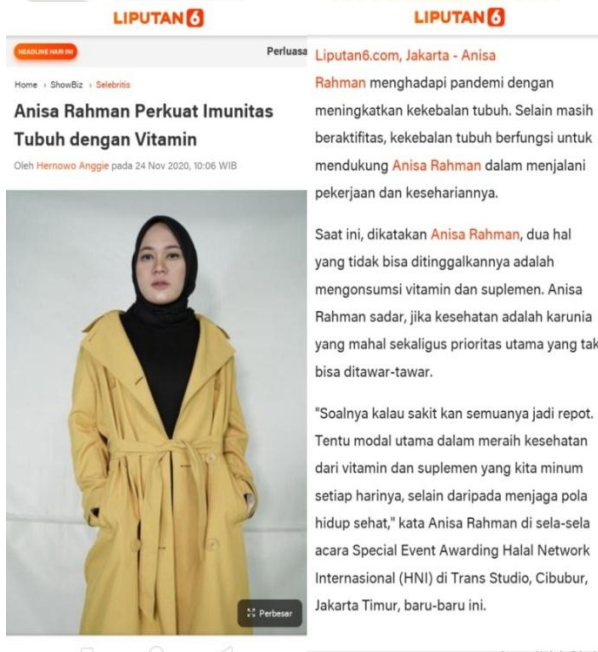 LIPUTAN6
HEADLINE HARI INI
Perluasa
Home > ShowBiz > Selebritis
Anisa Rahman Perkuat Imunitas
Tubuh dengan Vitamin
Oleh Hernowo Anggie pada 24 Nov 2020, 10:06 WIB
Perbesar
LIPUTAN6
Liputan6.com, Jakarta - Anisa
Rahman menghadapi pandemi dengan
meningkatkan kekebalan tubuh. Selain masih
beraktifitas, kekebalan tubuh berfungsi untuk
mendukung Anisa Rahman dalam menjalani
pekerjaan dan kesehariannya.
Saat ini, dikatakan Anisa Rahman, dua hal
yang tidak bisa ditinggalkannya adalah
mengonsumsi vitamin dan suplemen. Anisa
Rahman sadar, jika kesehatan adalah karunia
yang mahal sekaligus prioritas utama yang tak
bisa ditawar-tawar.
"Soalnya kalau sakit kan semuanya jadi repot.
Tentu modal utama dalam meraih kesehatan
dari vitamin dan suplemen yang kita minum
setiap harinya, selain daripada menjaga pola
hidup sehat," kata Anisa Rahman di sela-sela
acara Special Event Awarding Halal Network
Internasional (HNI) di Trans Studio, Cibubur,
Jakarta Timur, baru-baru ini.